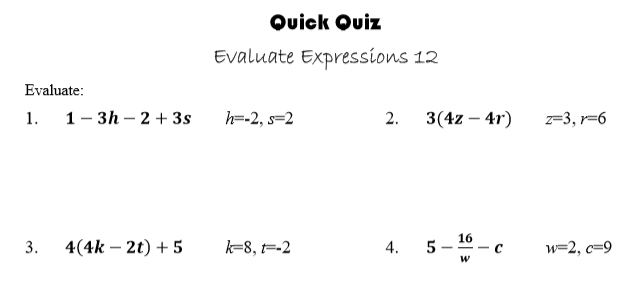 Quick Quiz
Evaluate Expressions 12
Evaluate:
1. 1 – 3h – 2 + 3s h=-2, s=2 2. 3(4z – 4r) z=3, r=6
3. 4(4k – 2t) + 5 k=8, t=-2 4. 5 – 16/w – c w=2, c=9